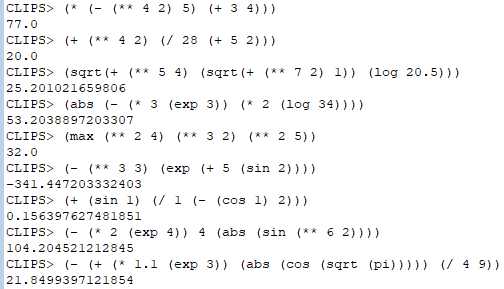 CLIPS> (* (- (** 4 2) 5) (+ 3 4)))
77.0
CLIPS> (+ (** 4 2) (/ 28 (+ 5 2)))
20.0
CLIPS> (sqrt(+ (** 5 4) (sqrt(+ (** 7 2) 1)) (log 20.5)))
25.201021659806
CLIPS> (abs (- (* 3 (exp 3)) (* 2 (log 34))))
53.2038897203307
CLIPS> (max (** 2 4) (** 3 2) (** 2 5))
32.0
CLIPS> (- (** 3 3) (exp (+ 5 (sin 2))))
-341.447203332403
CLIPS> (+ (sin 1) (/ 1 (- (cos 1) 2)))
0.156397627481851
CLIPS> (- (* 2 (exp 4)) 4 (abs (sin (** 6 2))))
104.204521212845
CLIPS> (- (+ (* 1.1 (exp 3)) (abs (cos (sqrt (pi))))) (/ 4 9))
21.8499397121854